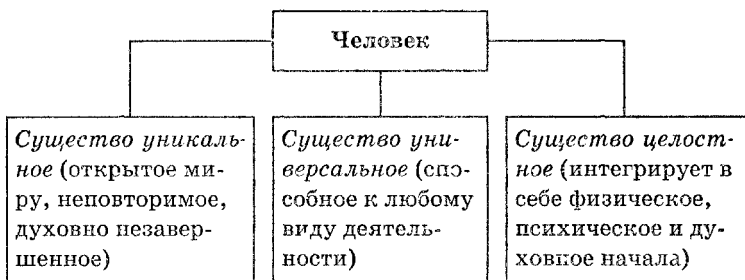 Человек
Существо уникаль-
ное (открытое ми-
ру, неповторимое,
духовно незавер-
шенное)
Существо уни-
версальное (спо-
собное к любому
виду деятель-
ности)
Существо целост-
ное (интегрирует в
себе физическое,
психическое и ду-
ховное начала)